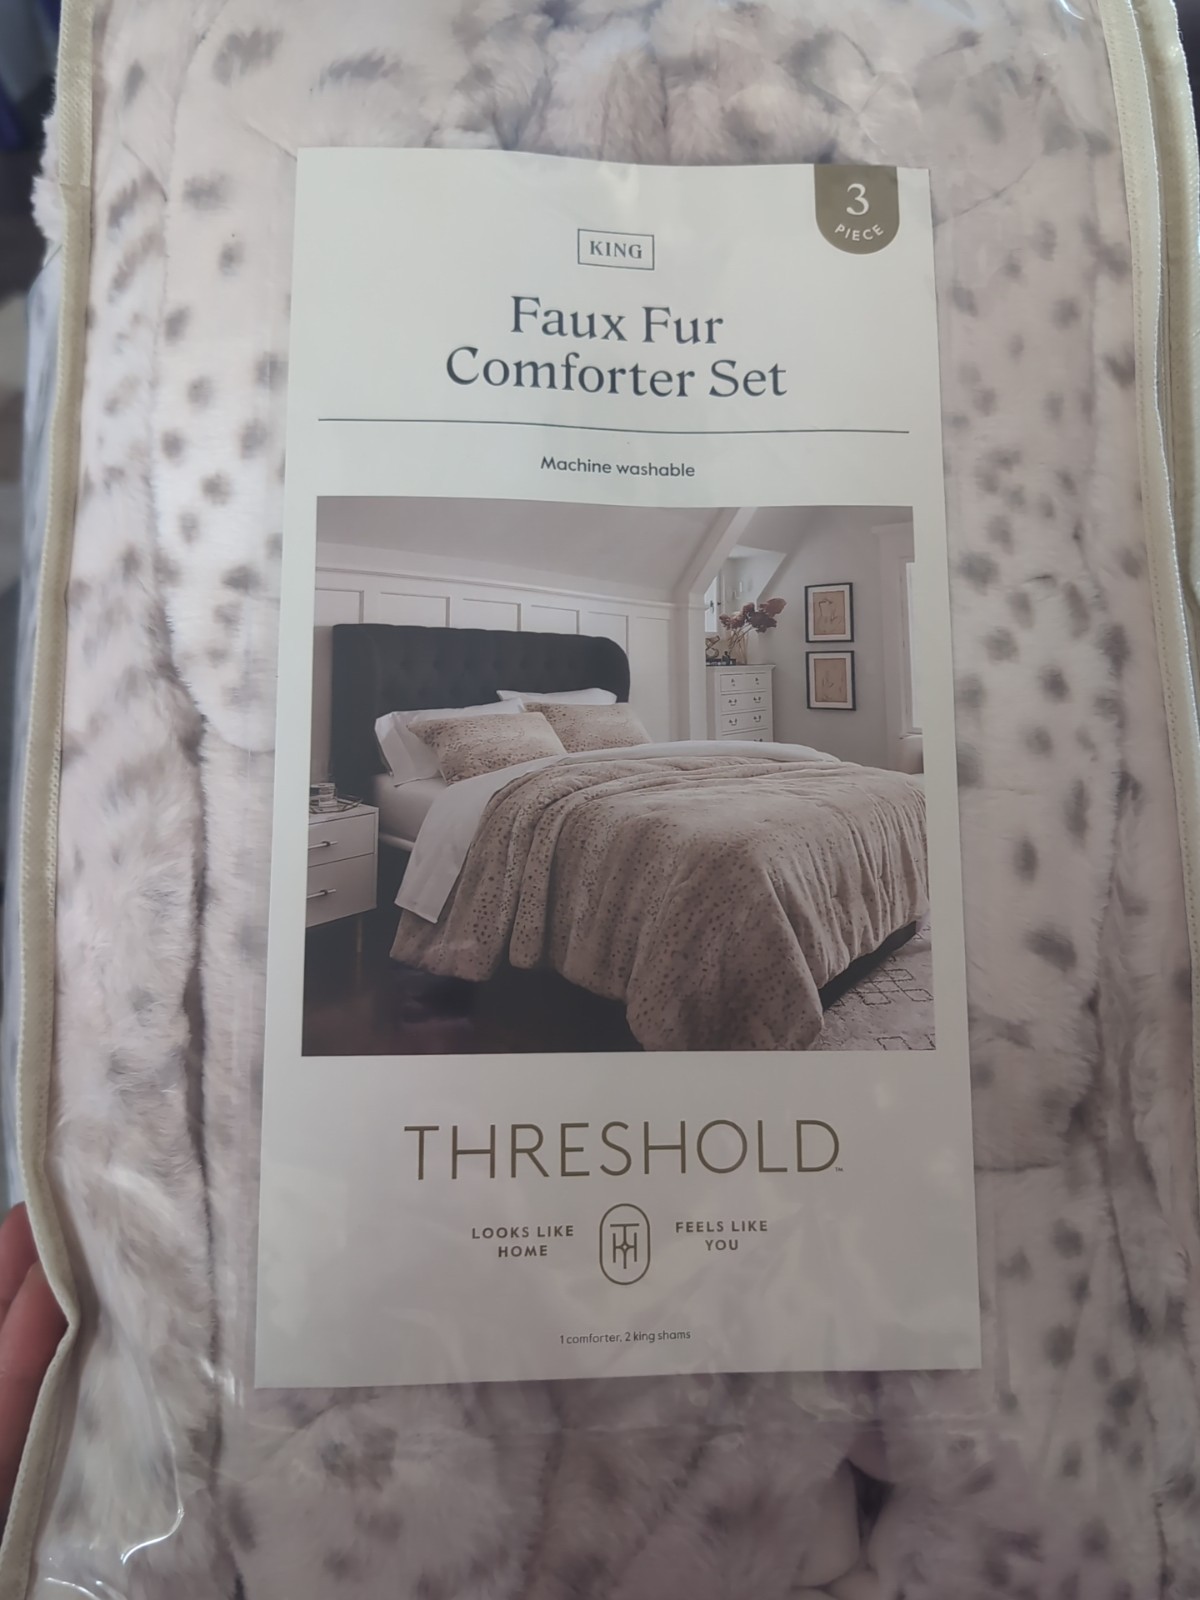 3
PIECE
KING
Faux Fur
Comforter Set
Machine washable
THRESHOLD™
LOOKS LIKE
HOME
FEELS LIKE
YOU
1 comforter, 2 king shams